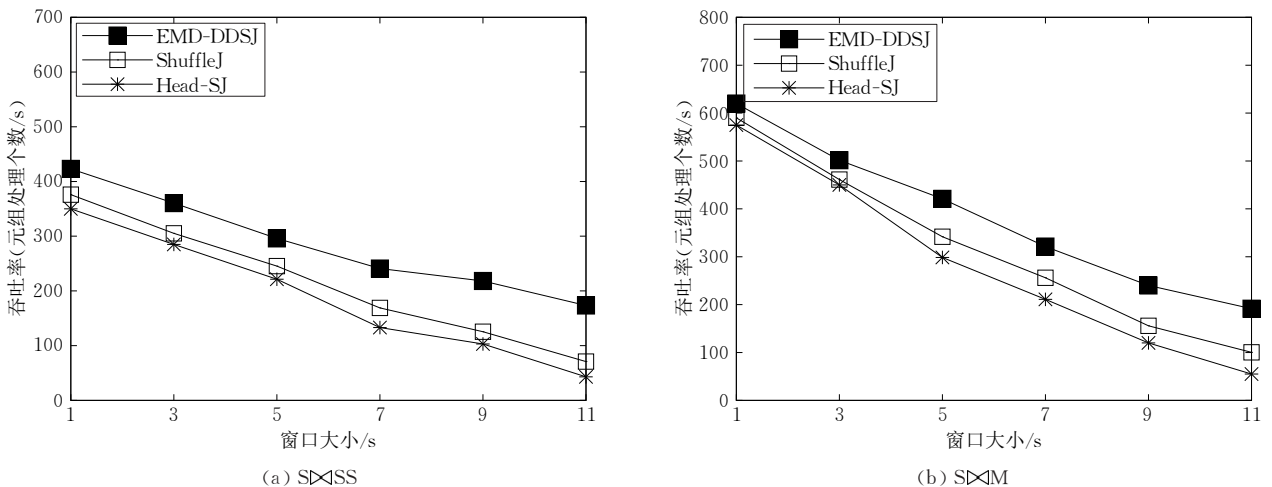 700
600
500
400
300
200
100
0
吞吐率(元组处理个数/s)
EMD-DDSJ
ShuffleJ
Head-SJ
1 3 5 7 9 11
窗口大小/s
(a) S⋈SS
800
700
600
500
400
300
200
100
0
吞吐率(元组处理个数/s)
EMD-DDSJ
ShuffleJ
Head-SJ
1 3 5 7 9 11
窗口大小/s
(b) S⋈M